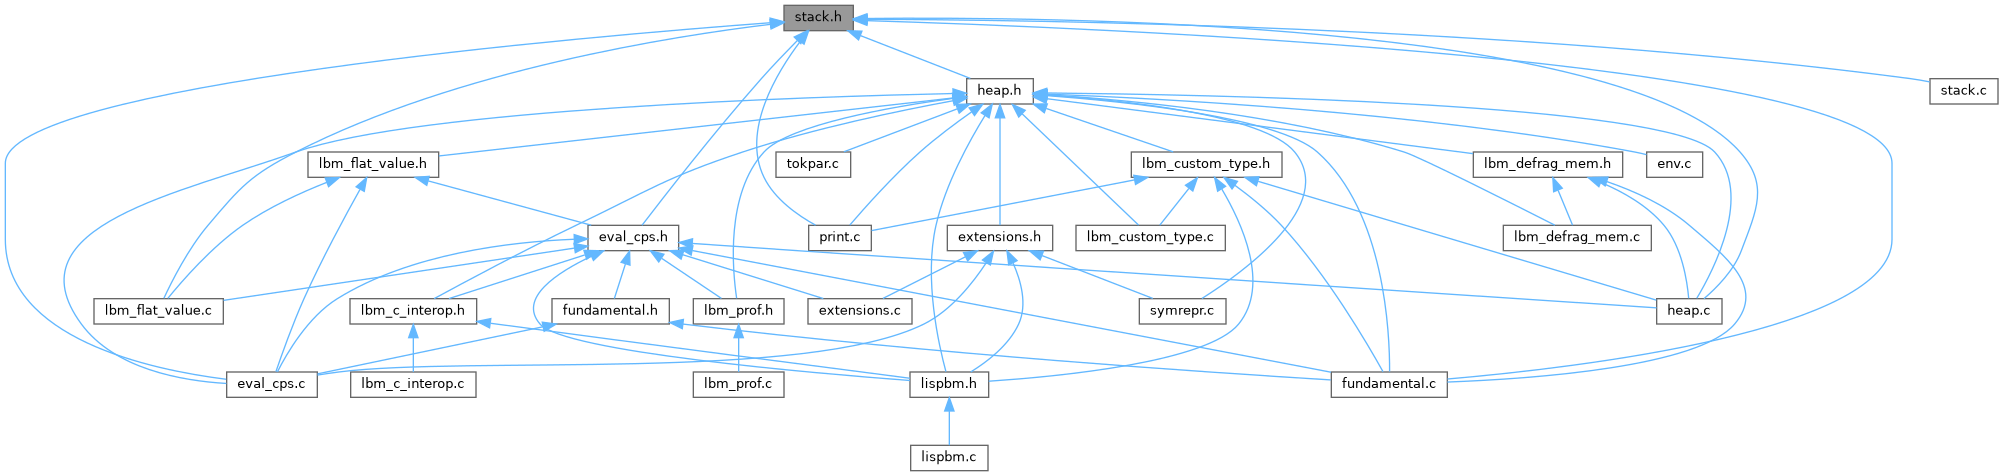 stack.h
heap.h
stack.c
lbm_flat_value.h
tokpar.c
lbm_custom_type.h
lbm_defrag_mem.h
env.c
eval_cps.h
print.c
extensions.h
lbm_custom_type.c
lbm_defrag_mem.c
lbm_flat_value.c
lbm_c_interop.h
fundamental.h
lbm_prof.h
extensions.c
symrepr.c
heap.c
eval_cps.c
lbm_c_interop.c
lbm_prof.c
lispbm.h
fundamental.c
lispbm.c